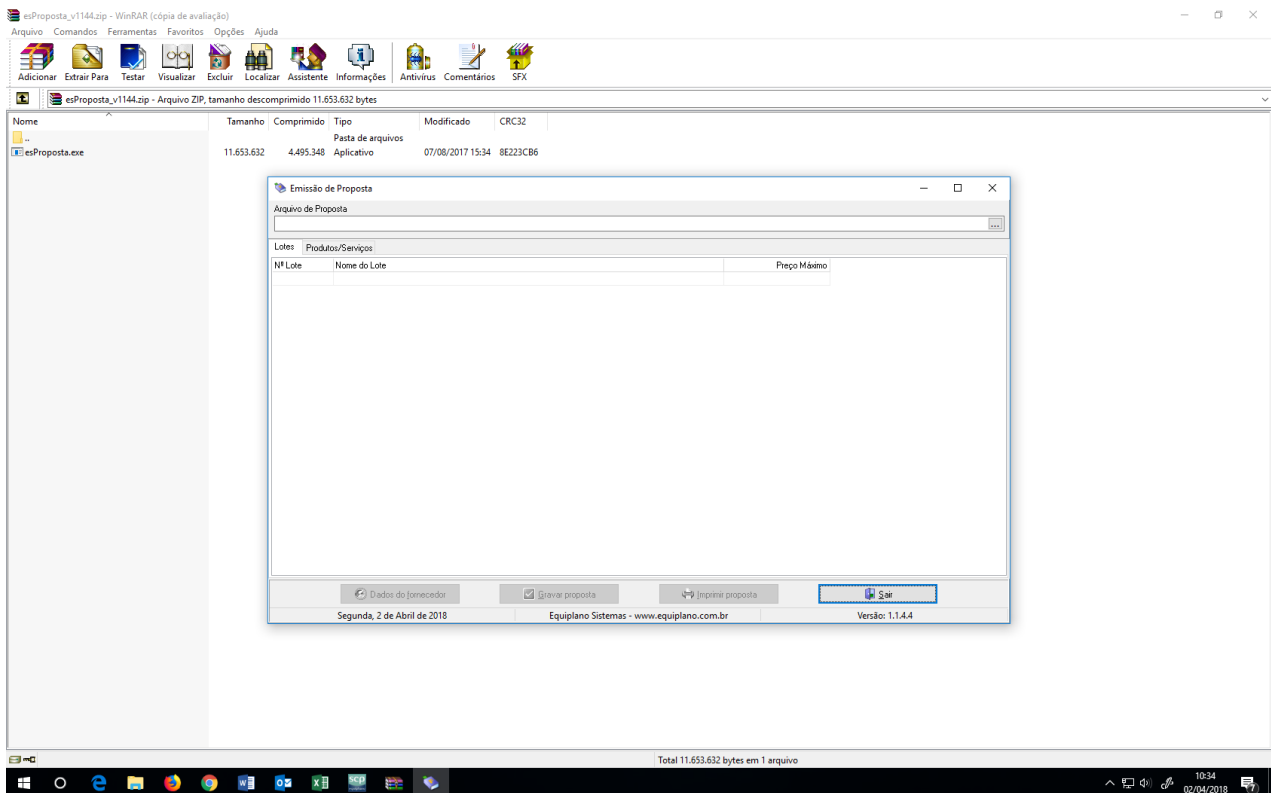 esProposta_v1144.zip - WinRAR (cópia de avaliação)
Arquivo Comandos Ferramentas Favoritos Opções Ajuda
Adicionar Extrair Para Testar Visualizar Excluir Localizar Assistente Informações Antivírus Comentários SFX
esProposta_v1144.zip - Arquivo ZIP, tamanho descomprimido 11.653.632 bytes
Nome Tamanho Comprimido Tipo Modificado CRC32
.. Pasta de arquivos
esProposta.exe 11.653.632 4.495.348 Aplicativo 07/08/2017 15:34 8E223CB6
Emissão de Proposta
Arquivo de Proposta
...
Lotes Produtos/Serviços
Nº Lote Nome do Lote Preço Máximo
Dados do fornecedor Gravar proposta Imprimir proposta Sair
Segunda, 2 de Abril de 2018 Equiplano Sistemas - www.equiplano.com.br Versão: 1.1.4.4
Total 11.653.632 bytes em 1 arquivo
scp
10:34
02/04/2018